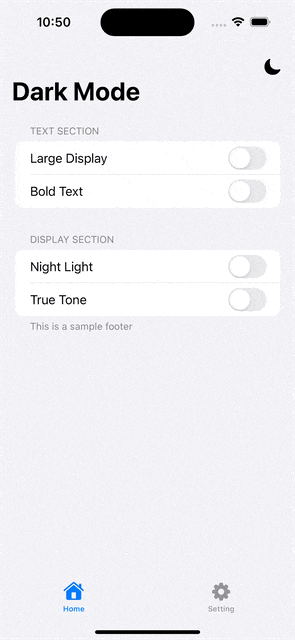 10:50
Dark Mode
TEXT SECTION
Large Display
Bold Text
DISPLAY SECTION
Night Light
True Tone
This is a sample footer
Home Setting